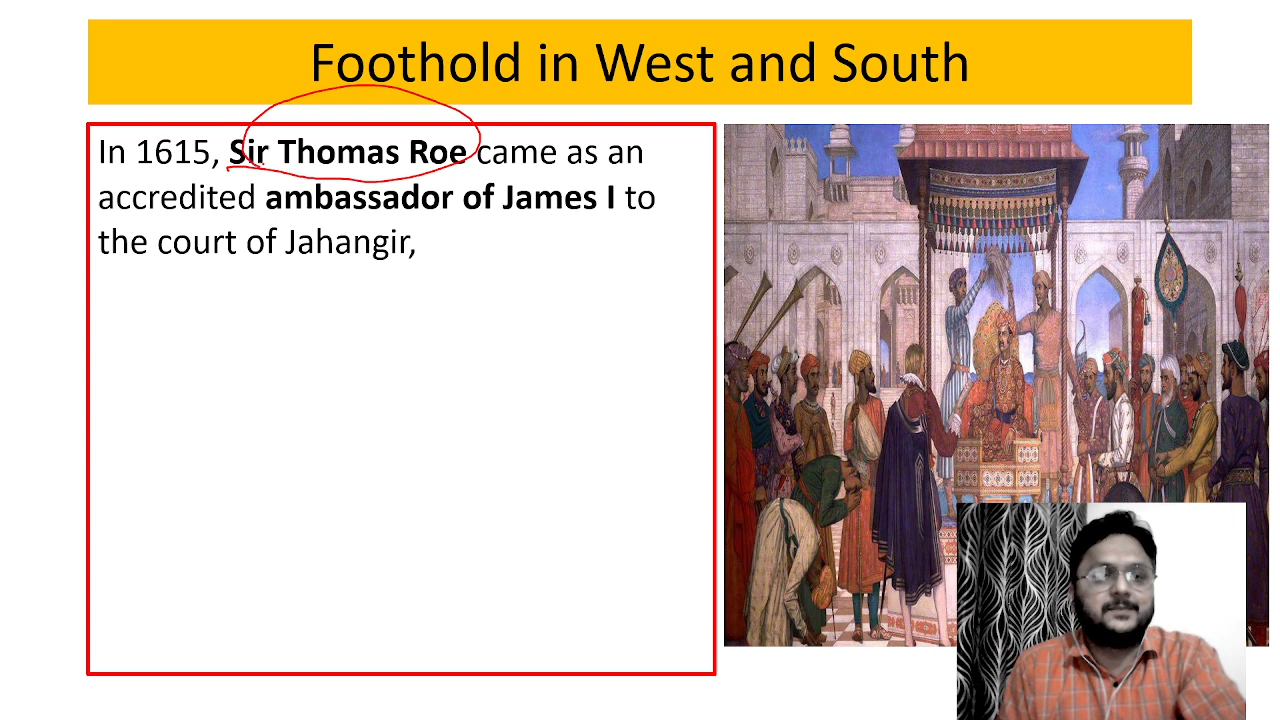 Foothold in West and South
In 1615, Sir Thomas Roe came as an
accredited ambassador of James I to
the court of Jahangir,